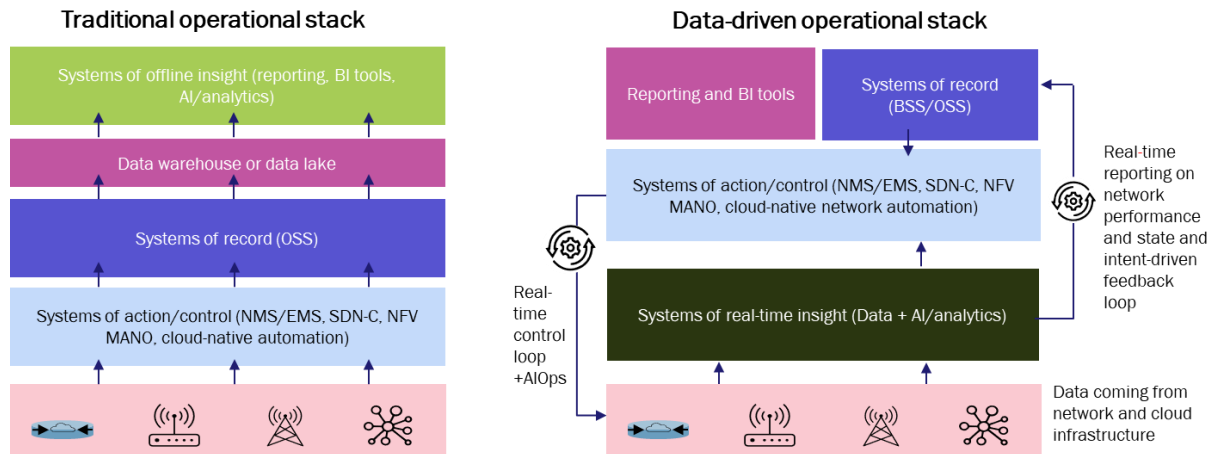 Traditional operational stack
Systems of offline insight (reporting, BI tools,
AI/analytics)
Data warehouse or data lake
Systems of record (OSS)
Systems of action/control (NMS/EMS, SDN-C, NFV
MANO, cloud-native automation)
Data-driven operational stack
Reporting and BI tools
Systems of record
(BSS/OSS)
Systems of action/control (NMS/EMS, SDN-C, NFV
MANO, cloud-native network automation)
Real-time
reporting on
network
performance
and state and
intent-driven
feedback
loop
Real-
time
control
loop
+AIOps
Systems of real-time insight (Data + AI/analytics)
Data coming from
network and cloud
infrastructure